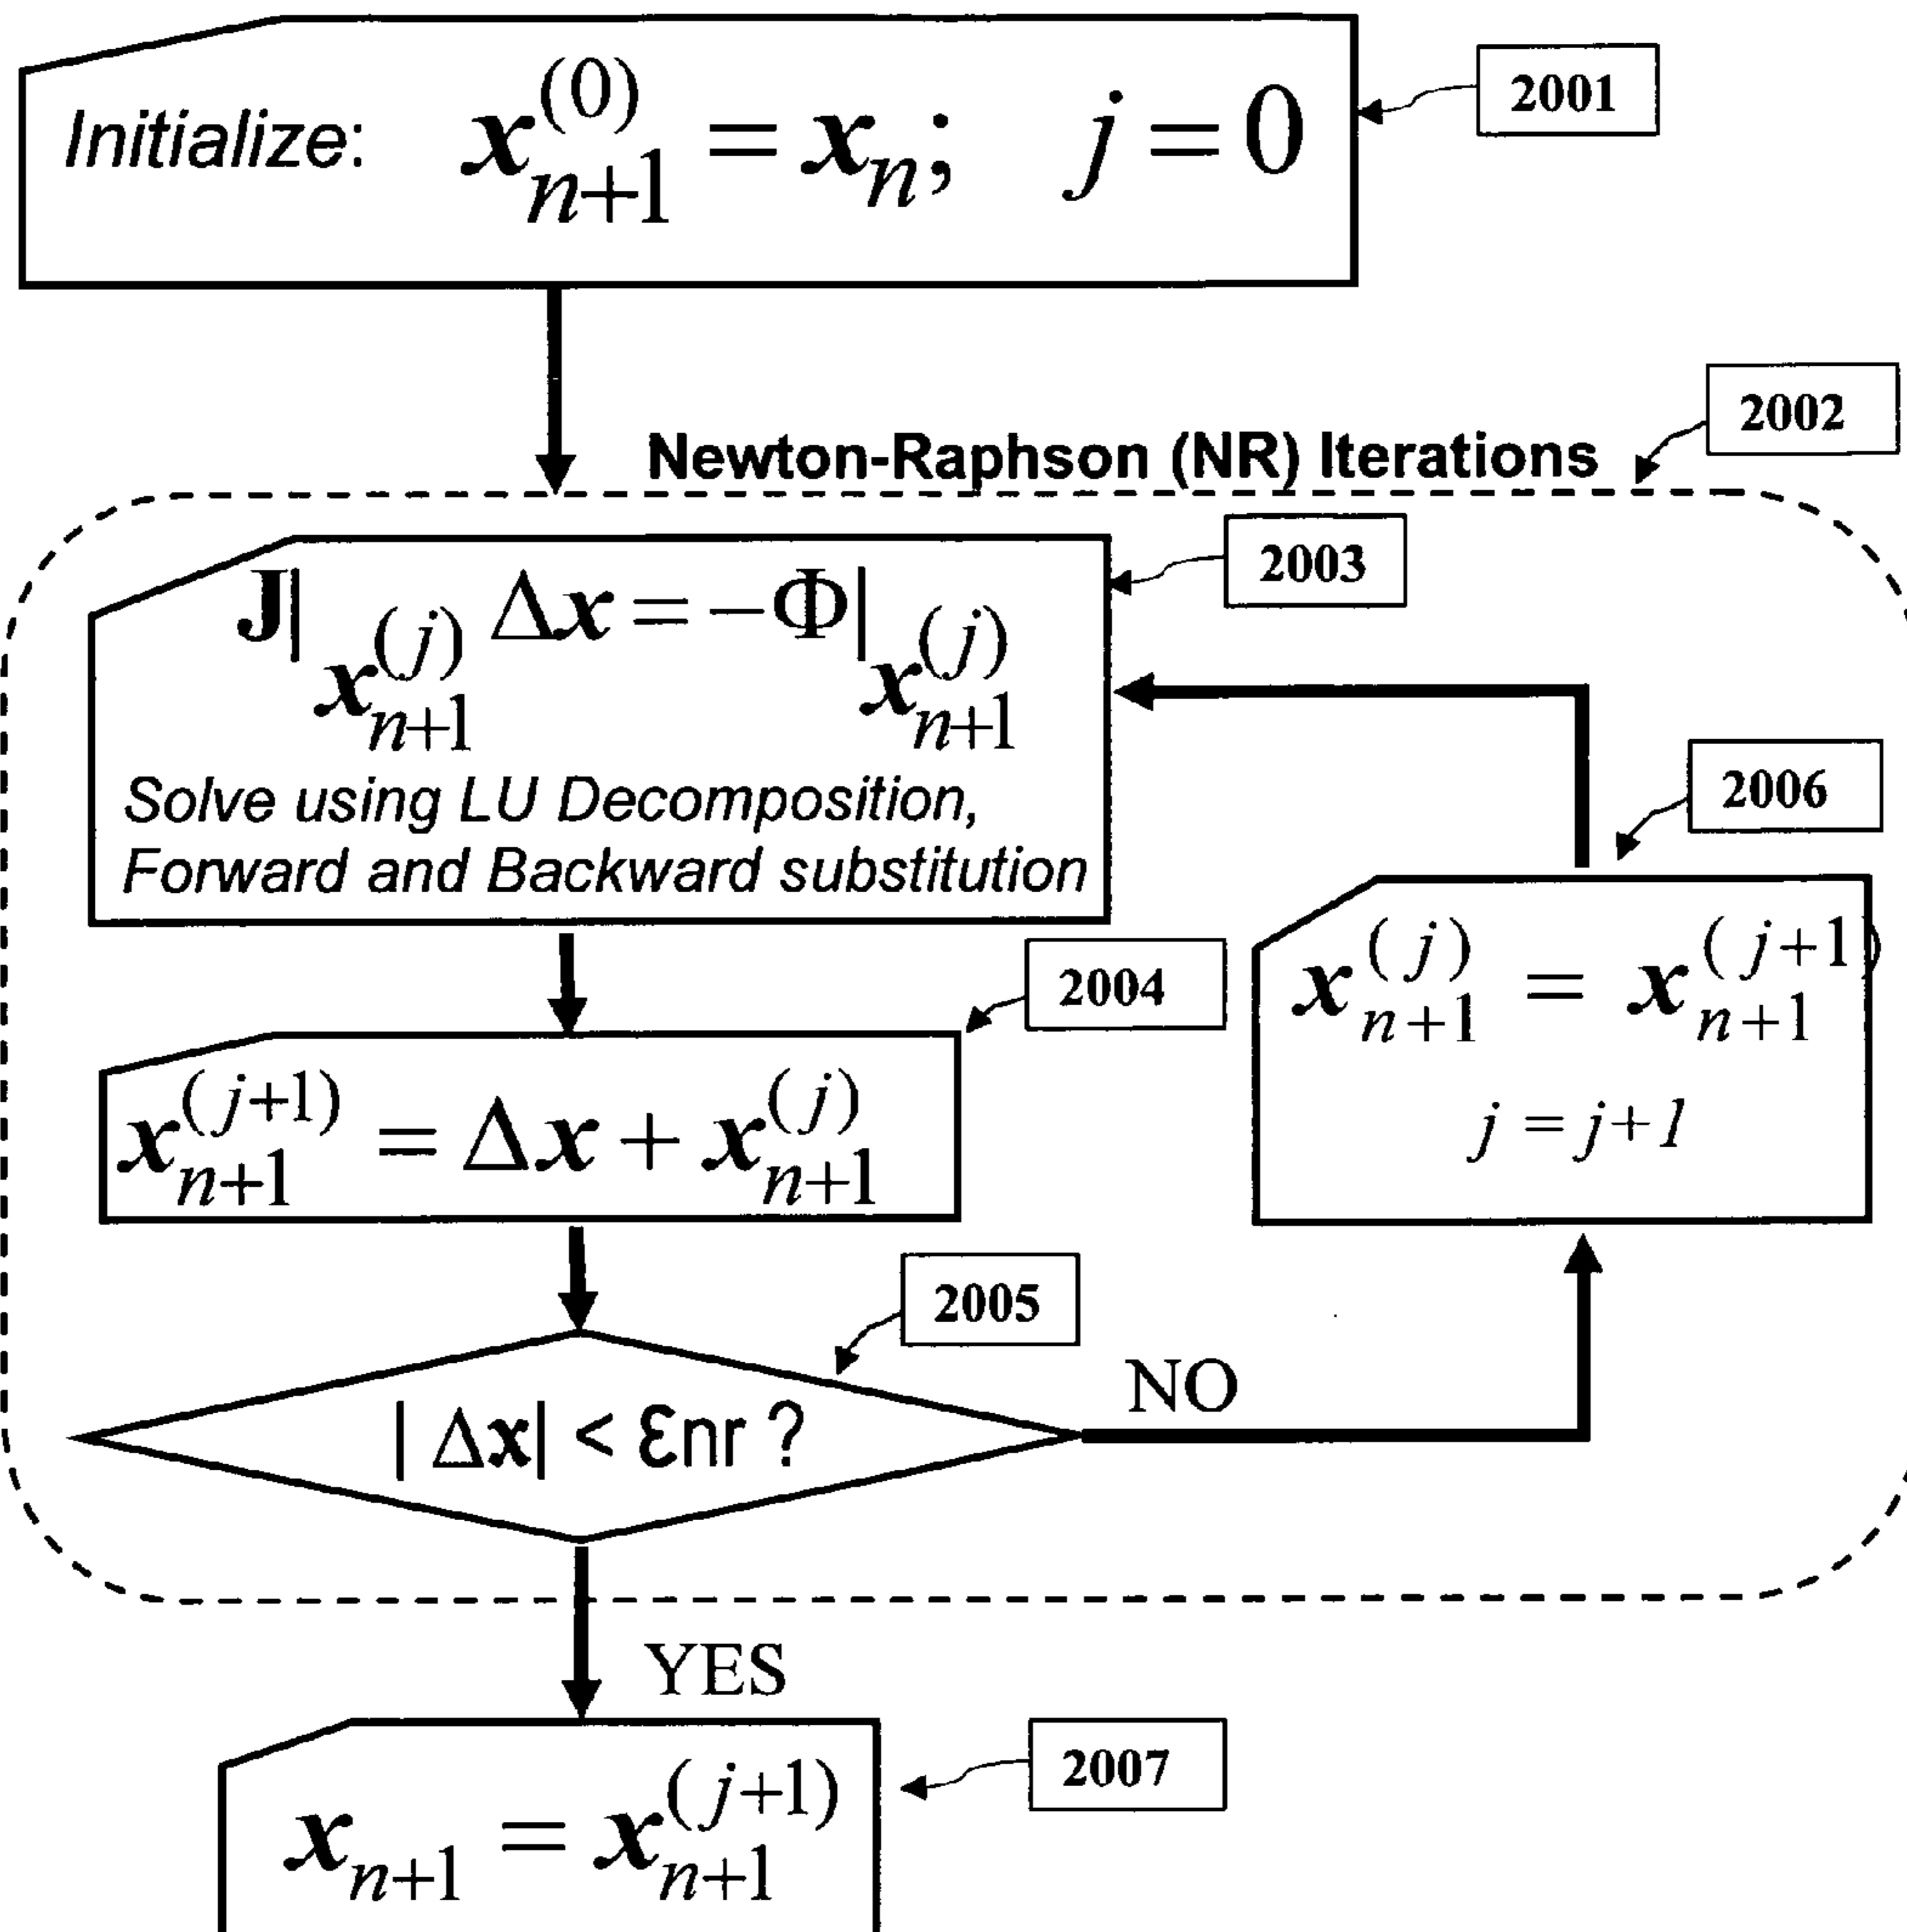 Initialize: x_{n+1}^{(0)} = x_n; j = 0
2001
2002
Newton-Raphson (NR) Iterations
2003
J|_{x_{n+1}^{(j)}} Δx = −Φ|_{x_{n+1}^{(j)}}
Solve using LU Decomposition,
Forward and Backward substitution
2006
x_{n+1}^{(j)} = x_{n+1}^{(j+1)}
j = j+1
2004
x_{n+1}^{(j+1)} = Δx + x_{n+1}^{(j)}
2005
|Δx| < εnr ?
NO
YES
2007
x_{n+1} = x_{n+1}^{(j+1)}